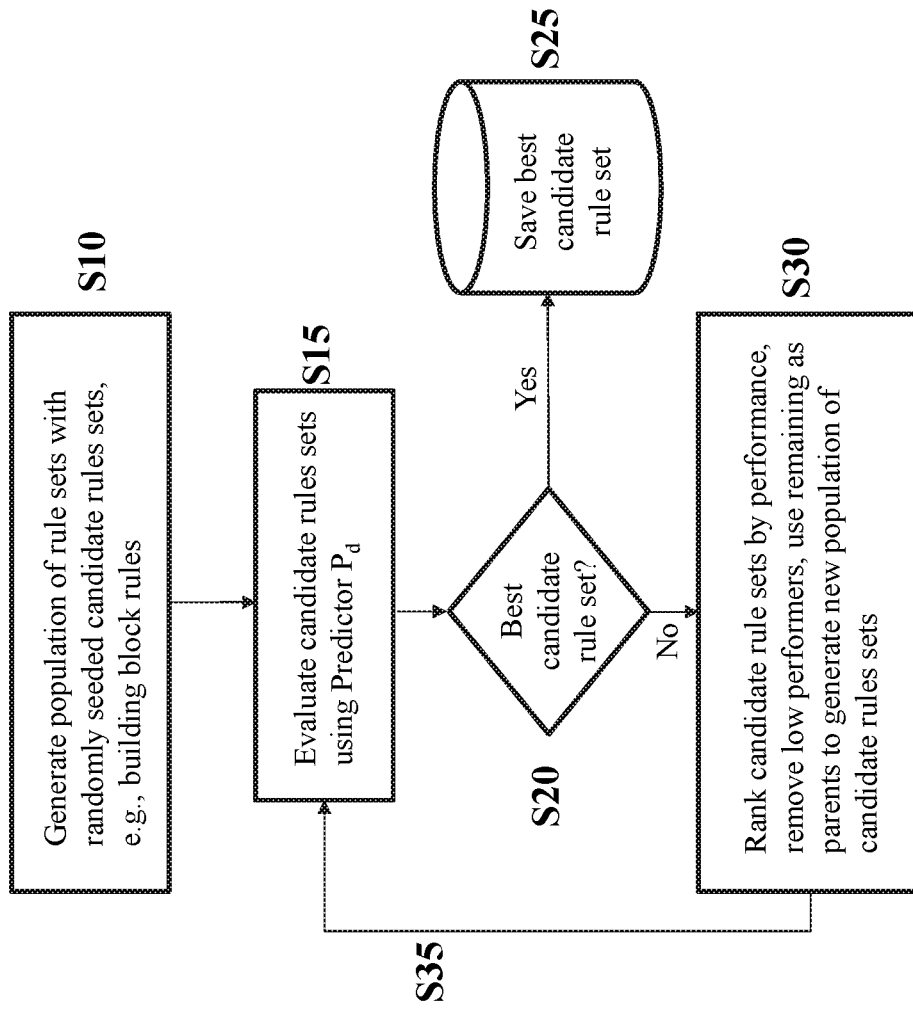 S10
Generate population of rule sets with
randomly seeded candidate rules sets,
e.g., building block rules
S15
Evaluate candidate rules sets
using Predictor Pd
S20
Best
candidate
rule set?
Yes
S25
Save best
candidate
rule set
No
S30
Rank candidate rule sets by performance,
remove low performers, use remaining as
parents to generate new population of
candidate rules sets
S35